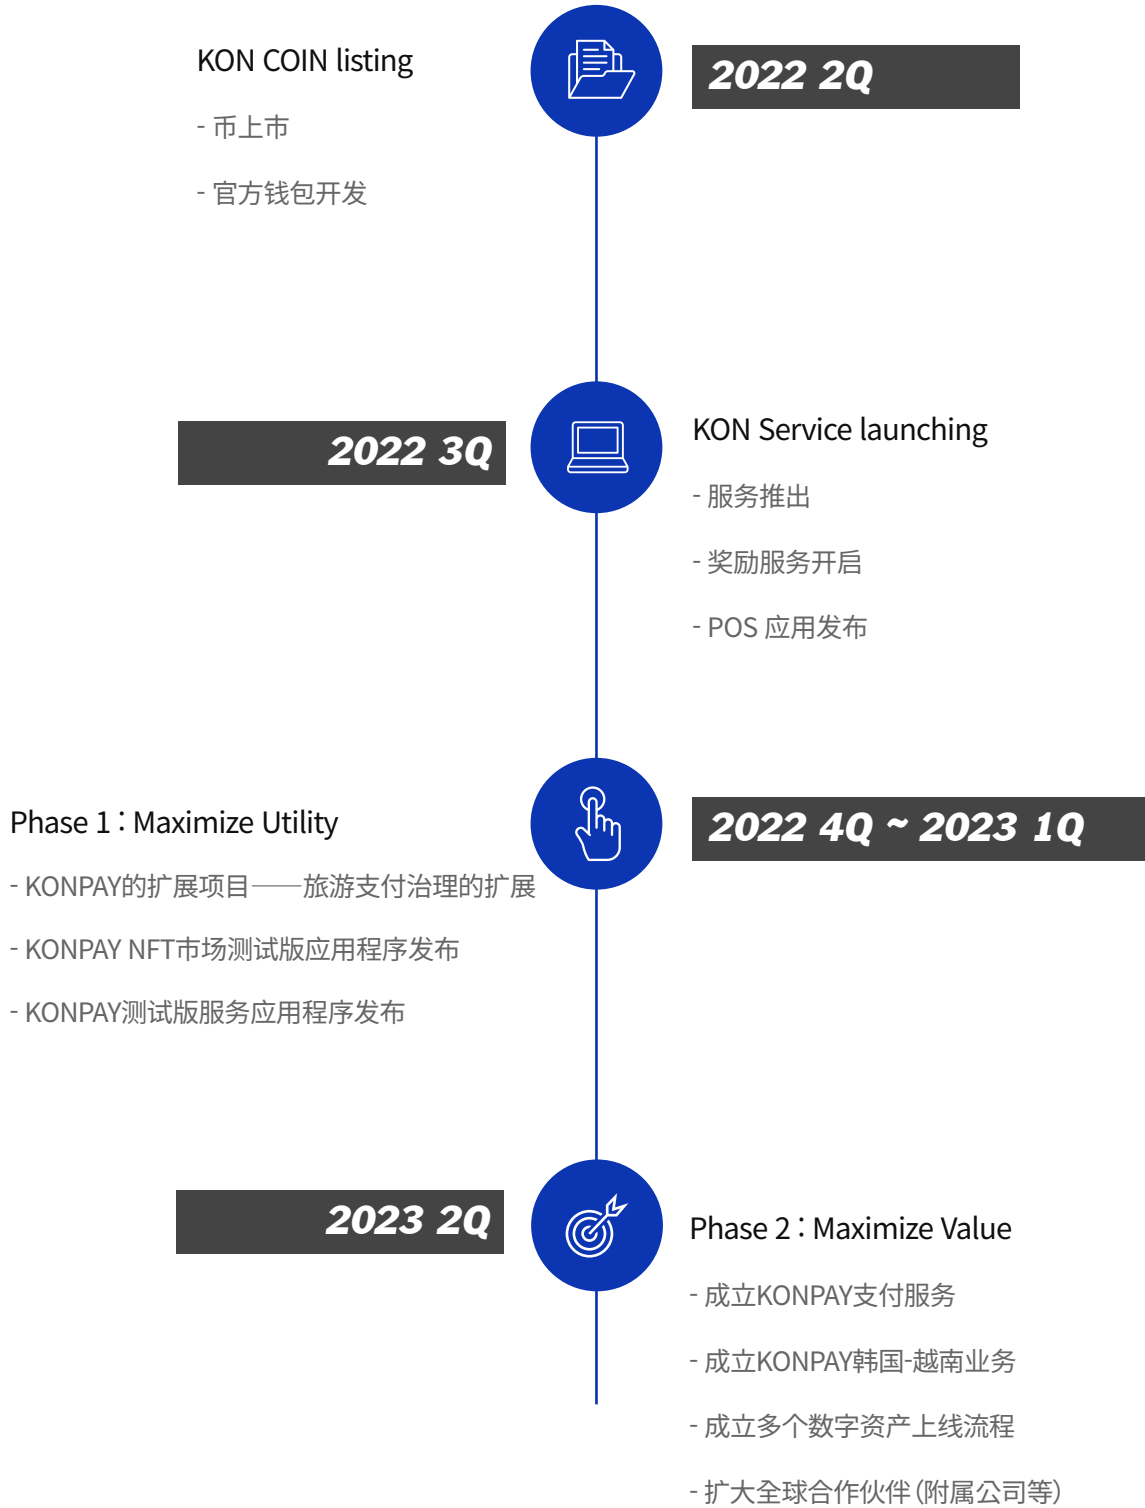 KON COIN listing
- 币上市
- 官方钱包开发
2022 2Q
2022 3Q
KON Service launching
- 服务推出
- 奖励服务开启
- POS 应用发布
Phase 1 : Maximize Utility
- KONPAY的扩展项目——旅游支付治理的扩展
- KONPAY NFT市场测试版应用程序发布
- KONPAY测试版服务应用程序发布
2022 4Q ~ 2023 1Q
2023 2Q
Phase 2 : Maximize Value
- 成立KONPAY支付服务
- 成立KONPAY韩国-越南业务
- 成立多个数字资产上线流程
- 扩大全球合作伙伴 (附属公司等)